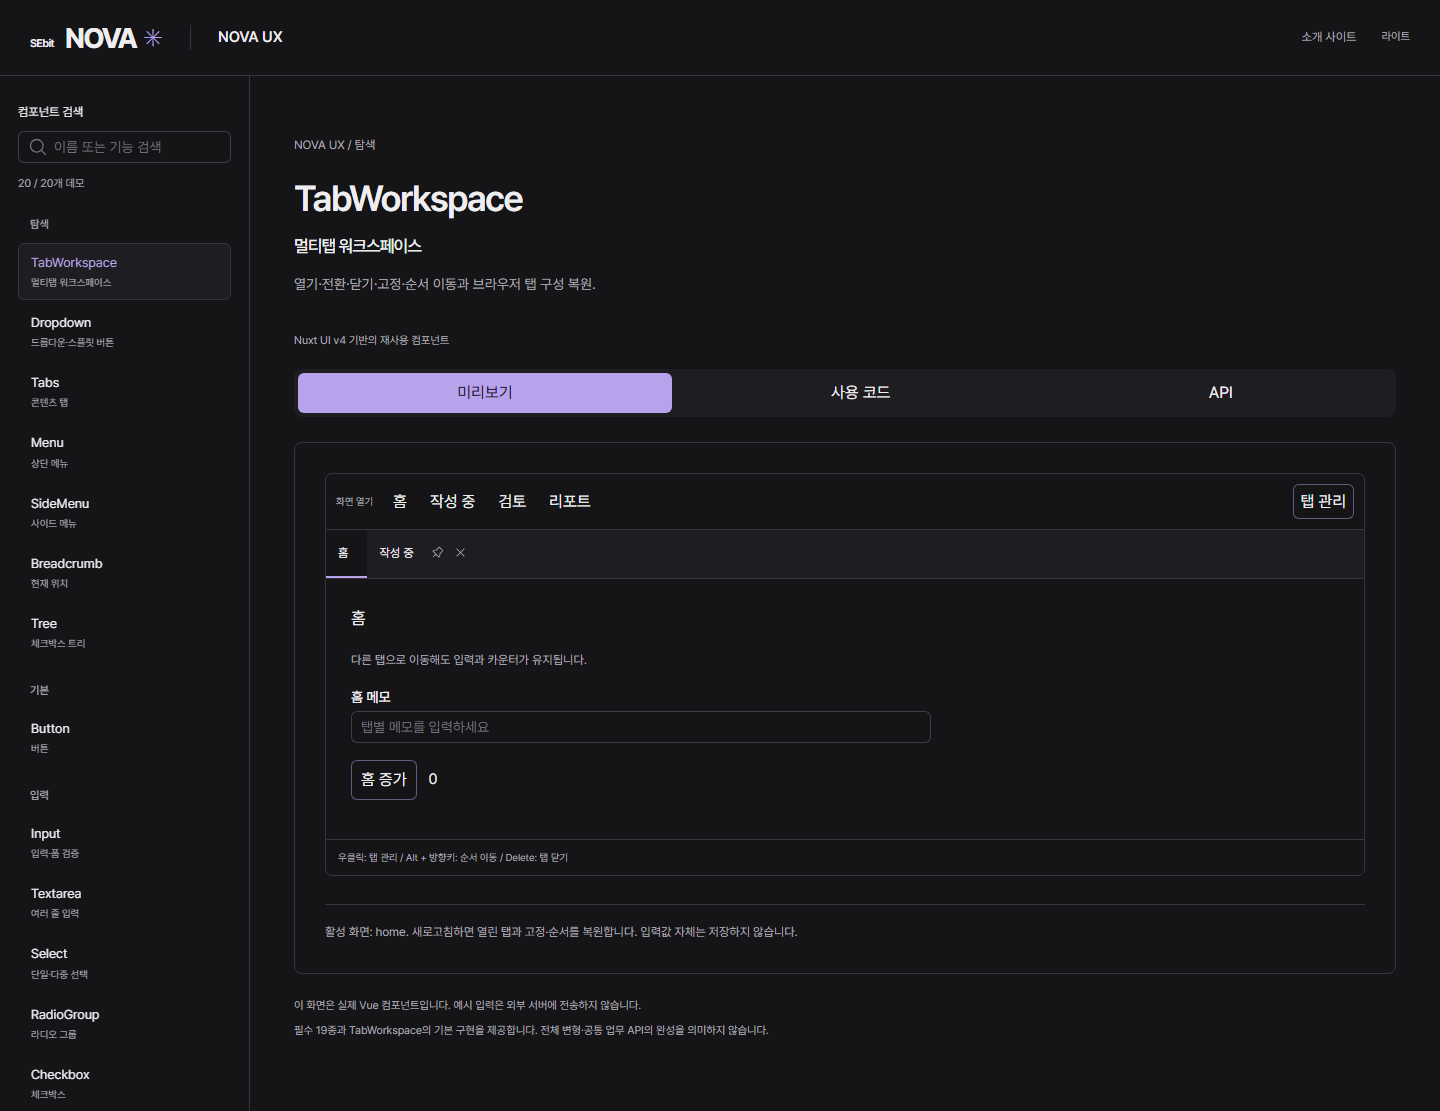 SEbit NOVA
NOVA UX
소개 사이트
라이트
컴포넌트 검색
이름 또는 기능 검색
20 / 20개 데모
탐색
TabWorkspace
멀티탭 워크스페이스
Dropdown
드롭다운·스플릿 버튼
Tabs
콘텐츠 탭
Menu
상단 메뉴
SideMenu
사이드 메뉴
Breadcrumb
현재 위치
Tree
체크박스 트리
기본
Button
버튼
입력
Input
입력·폼 검증
Textarea
여러 줄 입력
Select
단일·다중 선택
RadioGroup
라디오 그룹
Checkbox
체크박스
NOVA UX / 탐색
TabWorkspace
멀티탭 워크스페이스
열기·전환·닫기·고정·순서 이동과 브라우저 탭 구성 복원.
Nuxt UI v4 기반의 재사용 컴포넌트
미리보기
사용 코드
API
화면 열기
홈
작성 중
검토
리포트
탭 관리
홈
작성 중
홈
다른 탭으로 이동해도 입력과 카운터가 유지됩니다.
홈 메모
탭별 메모를 입력하세요
홈 증가
0
우클릭: 탭 관리 / Alt + 방향키: 순서 이동 / Delete: 탭 닫기
활성 화면: home. 새로고침하면 열린 탭과 고정·순서를 복원합니다. 입력값 자체는 저장하지 않습니다.
이 화면은 실제 Vue 컴포넌트입니다. 예시 입력은 외부 서버에 전송하지 않습니다.
필수 19종과 TabWorkspace의 기본 구현을 제공합니다. 전체 변형·공통 업무 API의 완성을 의미하지 않습니다.